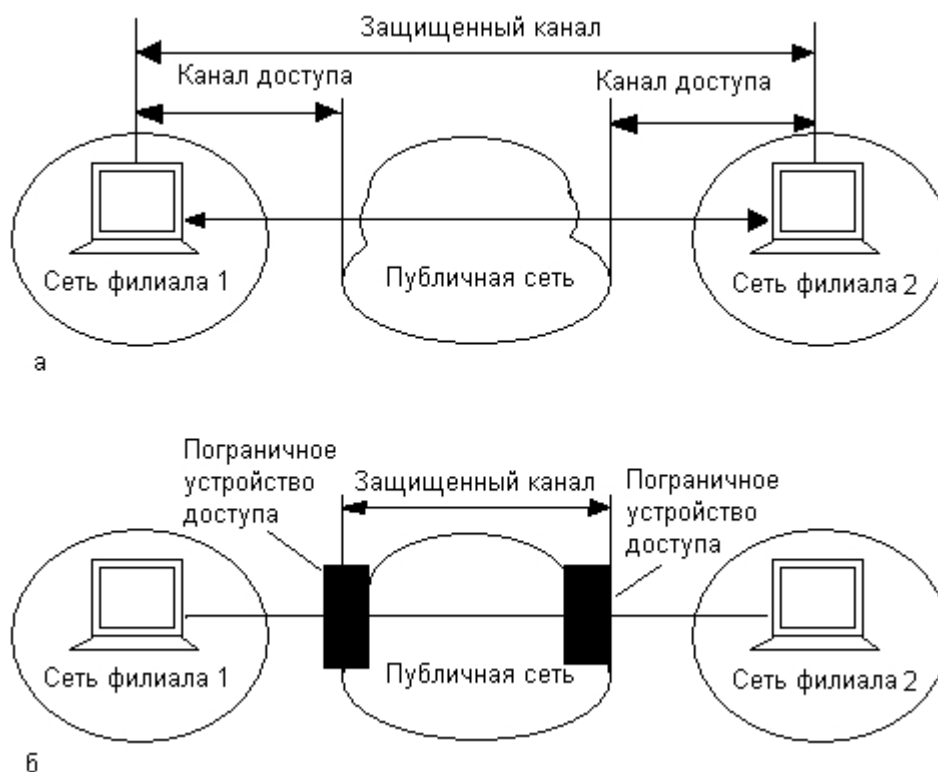 Защищенный канал
Канал доступа
Канал доступа
Сеть филиала 1
Публичная сеть
Сеть филиала 2
а
Пограничное
устройство
доступа
Защищенный канал
Пограничное
устройство
доступа
Сеть филиала 1
Публичная сеть
Сеть филиала 2
б